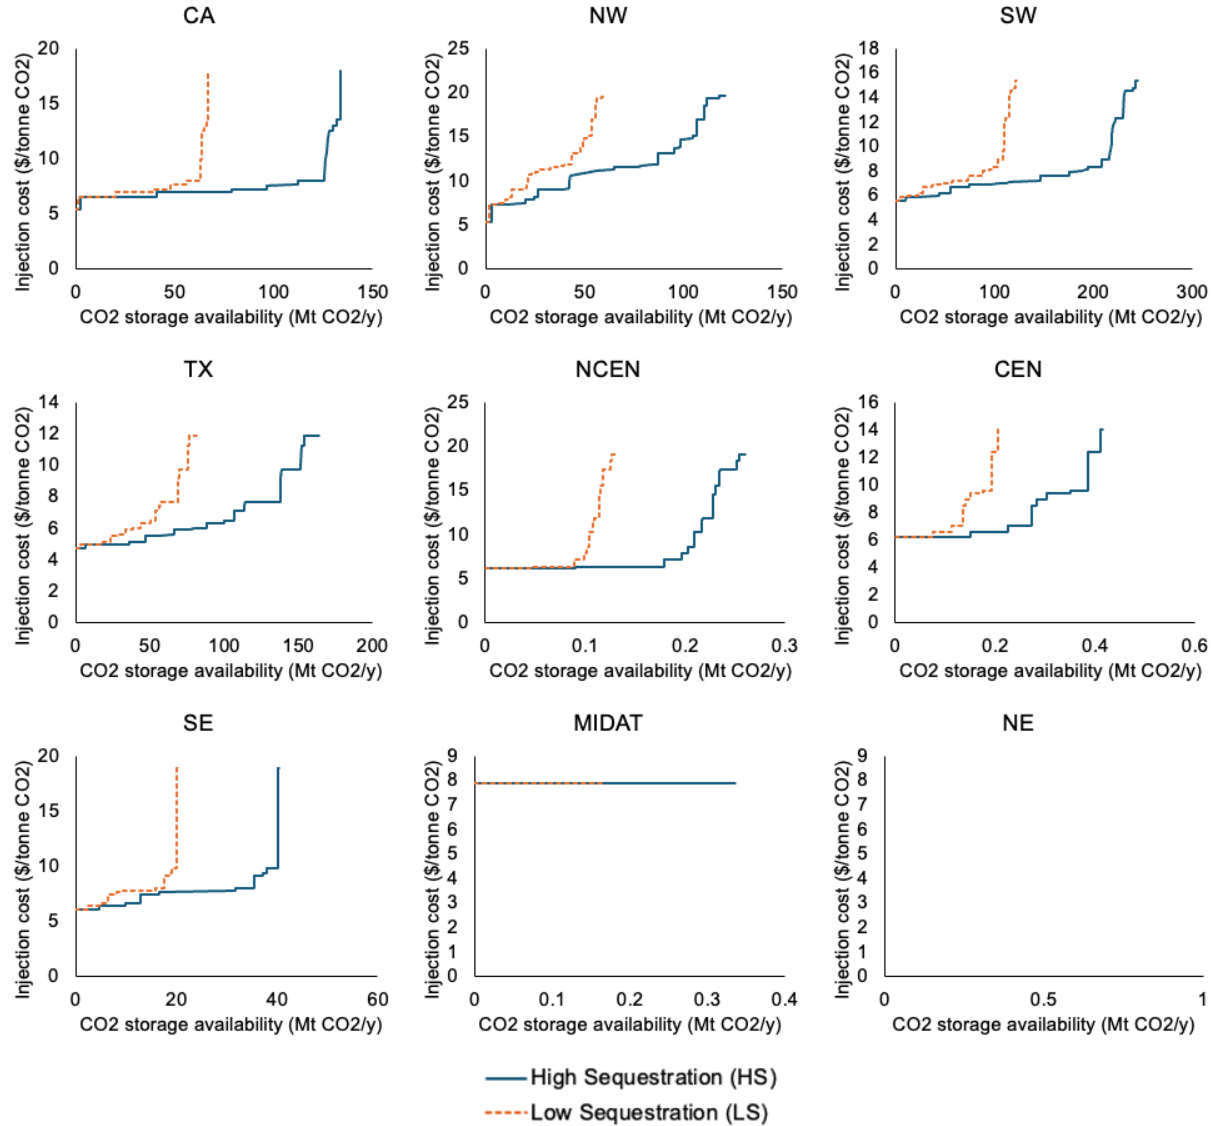 CA
NW
SW
Injection cost ($/tonne CO2)
20
15
10
5
0
0 50 100 150
CO2 storage availability (Mt CO2/y)
Injection cost ($/tonne CO2)
25
20
15
10
5
0
0 50 100 150
CO2 storage availability (Mt CO2/y)
Injection cost ($/tonne CO2)
18
16
14
12
10
8
6
4
2
0
0 100 200 300
CO2 storage availability (Mt CO2/y)
TX
NCEN
CEN
Injection cost ($/tonne CO2)
14
12
10
8
6
4
2
0
0 50 100 150 200
CO2 storage availability (Mt CO2/y)
Injection cost ($/tonne CO2)
25
20
15
10
5
0
0 0.1 0.2 0.3
CO2 storage availability (Mt CO2/y)
Injection cost ($/tonne CO2)
16
14
12
10
8
6
4
2
0
0 0.2 0.4 0.6
CO2 storage availability (Mt CO2/y)
SE
MIDAT
NE
Injection cost ($/tonne CO2)
20
15
10
5
0
0 20 40 60
CO2 storage availability (Mt CO2/y)
Injection cost ($/tonne CO2)
9
8
7
6
5
4
3
2
1
0
0 0.1 0.2 0.3 0.4
CO2 storage availability (Mt CO2/y)
Injection cost ($/tonne CO2)
9
8
7
6
5
4
3
2
1
0
0 0.5 1
CO2 storage availability (Mt CO2/y)
High Sequestration (HS)
Low Sequestration (LS)